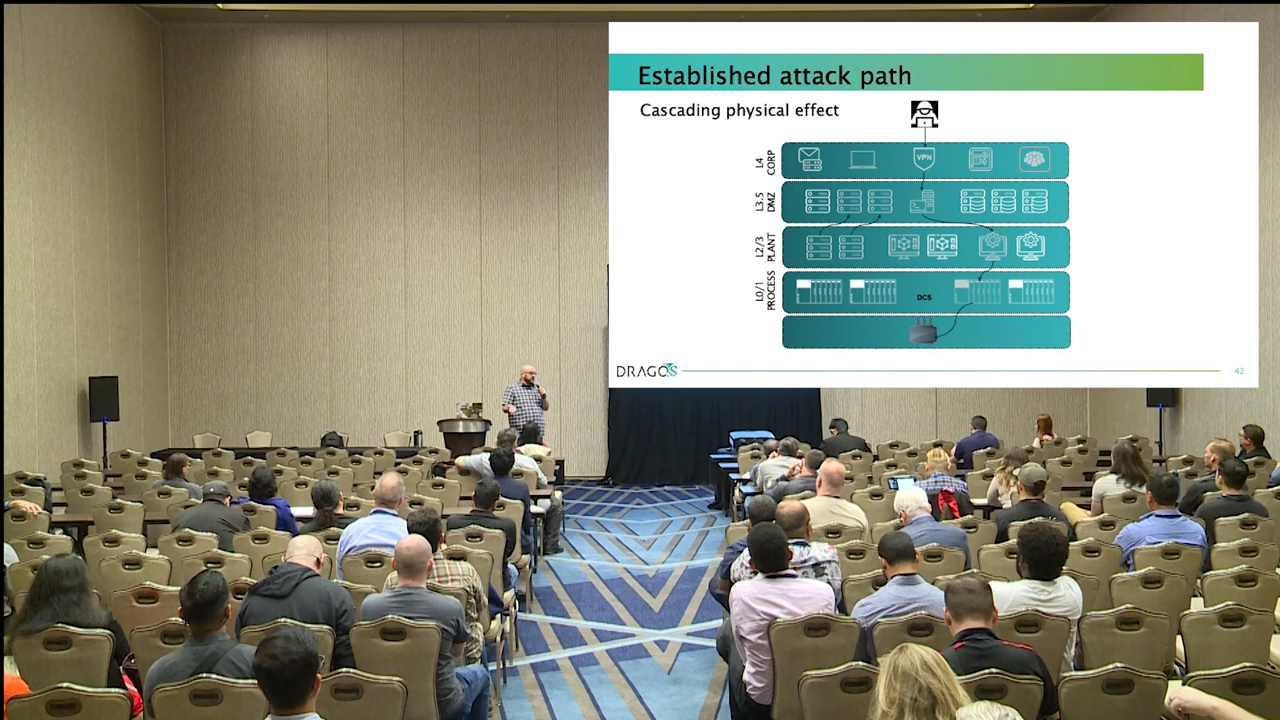 Established attack path
Cascading physical effect
L4
CORP
VPN
L3.5
DMZ
L2/3
PLANT
L0/1
PROCESS
DCS
DRAGOS
42